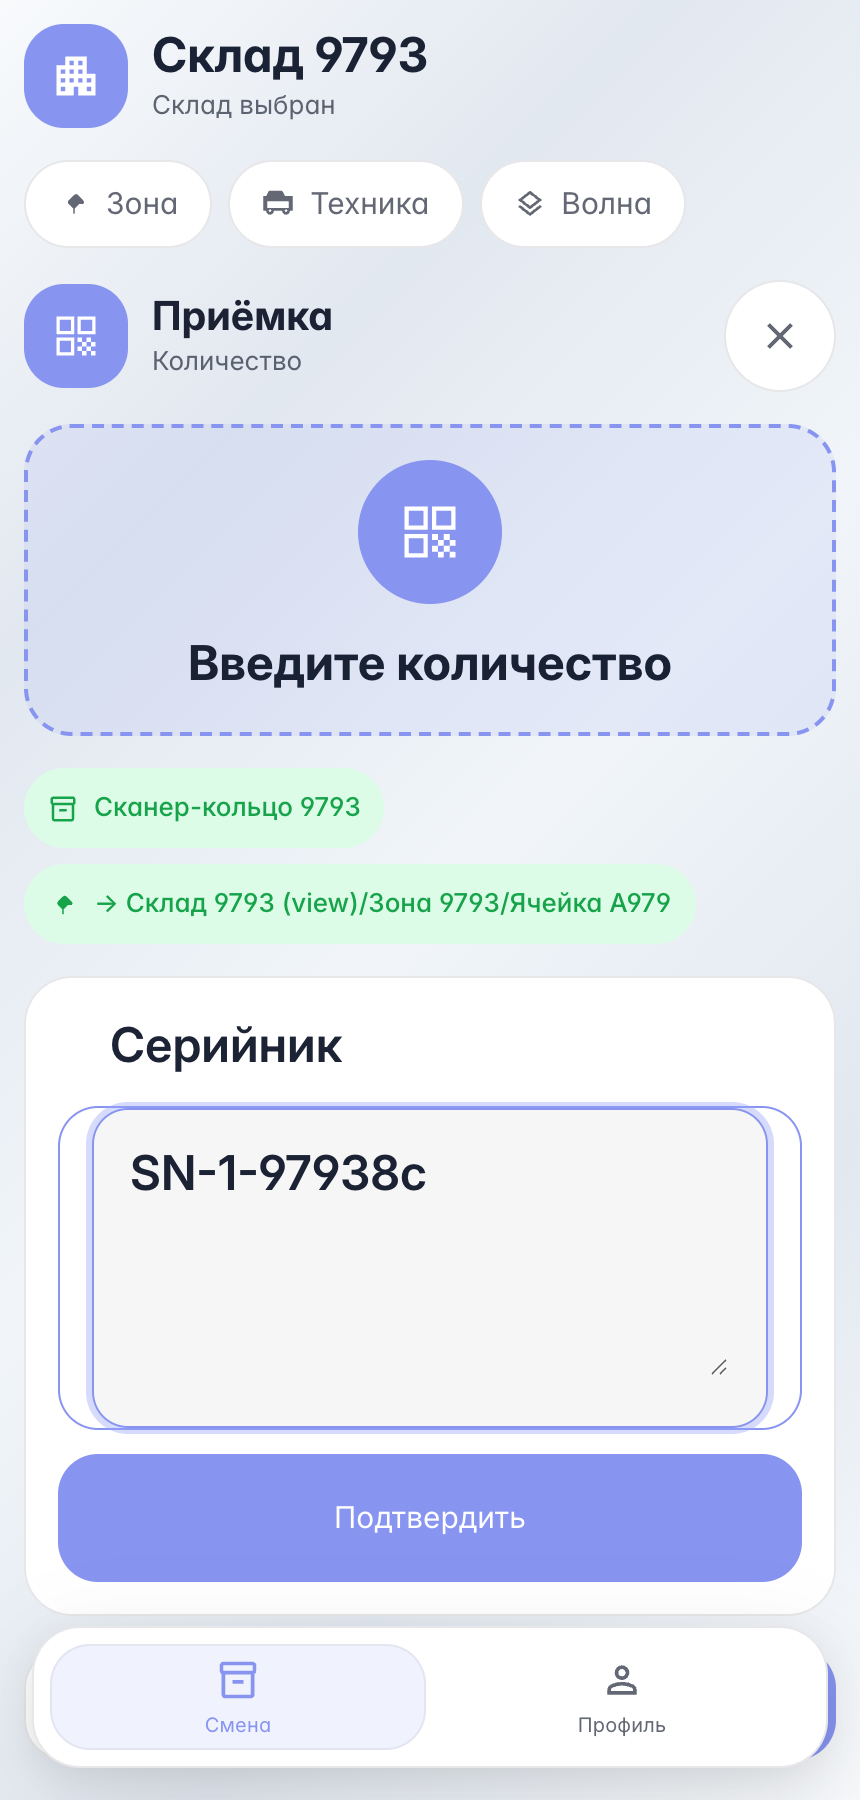 Склад 9793
Склад выбран
Зона
Техника
Волна
Приёмка
Количество
Введите количество
Сканер-кольцо 9793
→ Склад 9793 (view)/Зона 9793/Ячейка A979
Серийник
SN-1-97938c
Подтвердить
Смена
Профиль